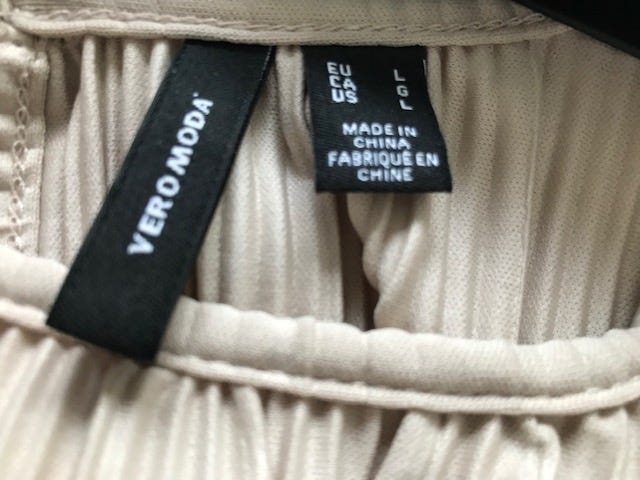 VERO MODA
EU L
CA G
US L
MADE IN
CHINA
FABRIQUÉ EN
CHINE